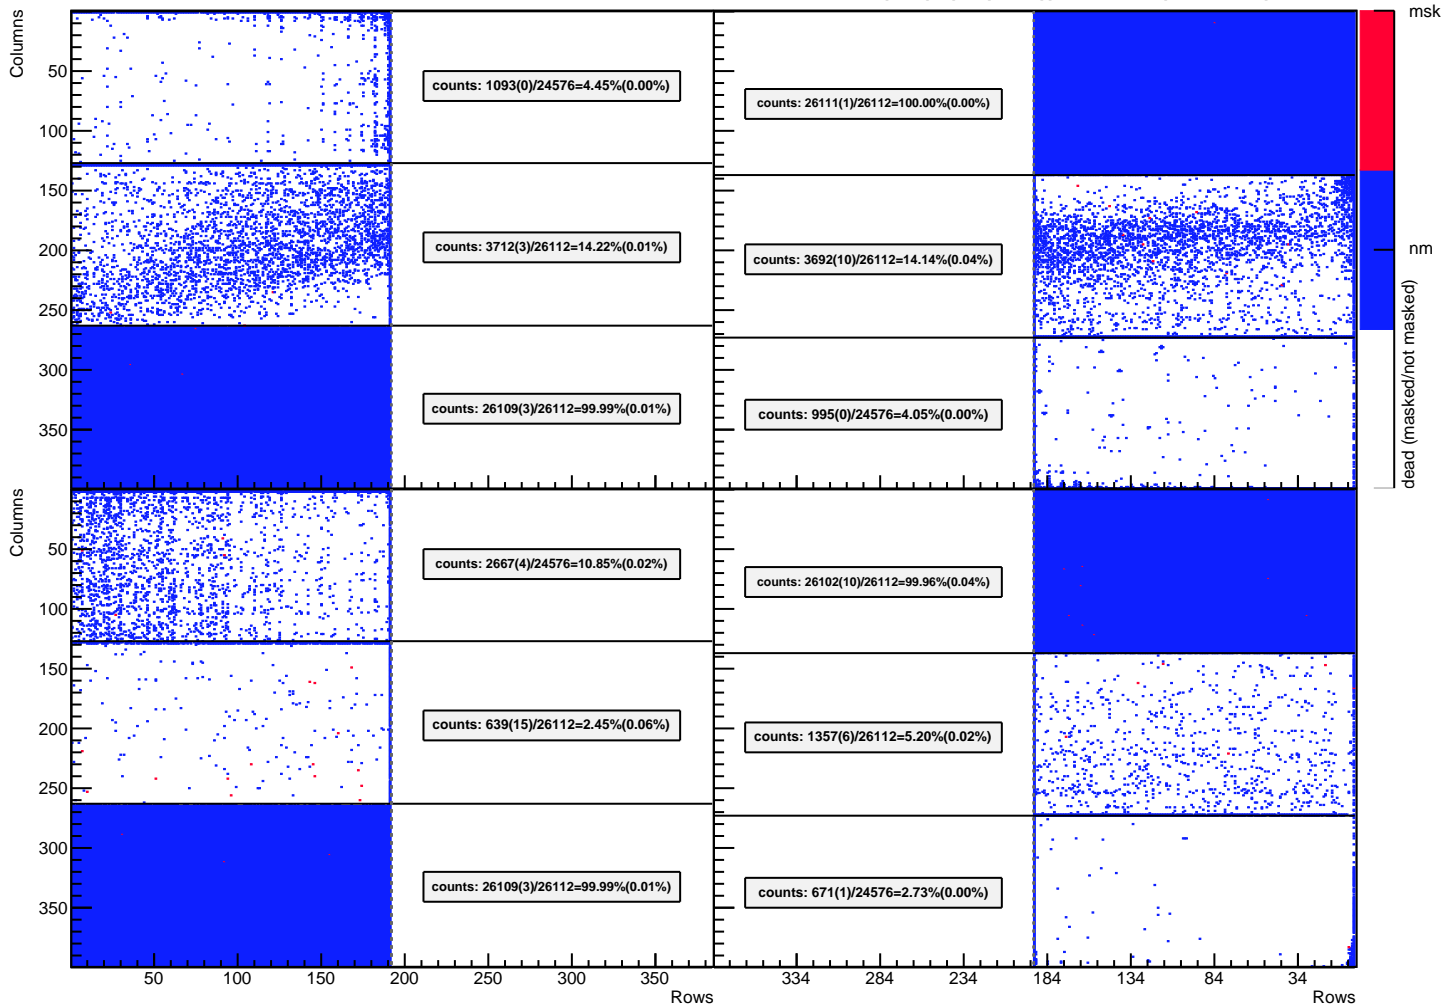 msk
Columns
50
100
150
200
250
300
350
counts: 1093(0)/24576=4.45%(0.00%)
counts: 26111(1)/26112=100.00%(0.00%)
counts: 3712(3)/26112=14.22%(0.01%)
counts: 3692(10)/26112=14.14%(0.04%)
nm
counts: 26109(3)/26112=99.99%(0.01%)
counts: 995(0)/24576=4.05%(0.00%)
dead (masked/not masked)
Columns
50
100
150
200
250
300
350
counts: 2667(4)/24576=10.85%(0.02%)
counts: 26102(10)/26112=99.96%(0.04%)
counts: 639(15)/26112=2.45%(0.06%)
counts: 1357(6)/26112=5.20%(0.02%)
counts: 26109(3)/26112=99.99%(0.01%)
counts: 671(1)/24576=2.73%(0.00%)
50 100 150 200 250 300 350
334 284 234 184 134 84 34
Rows
Rows